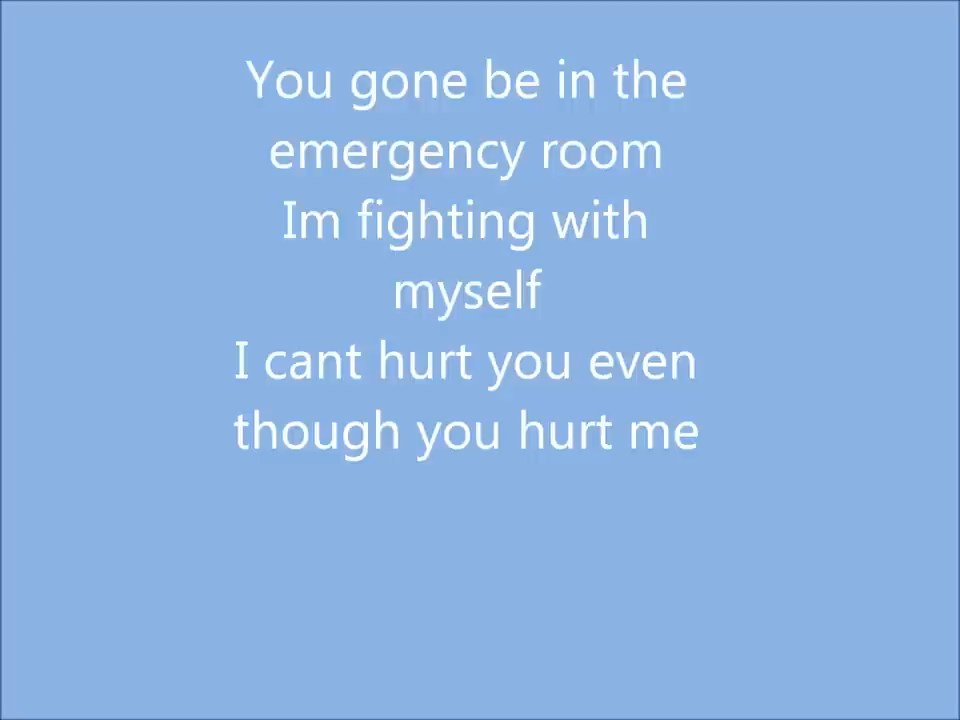 You gone be in the
emergency room
Im fighting with
myself
I cant hurt you even
though you hurt me